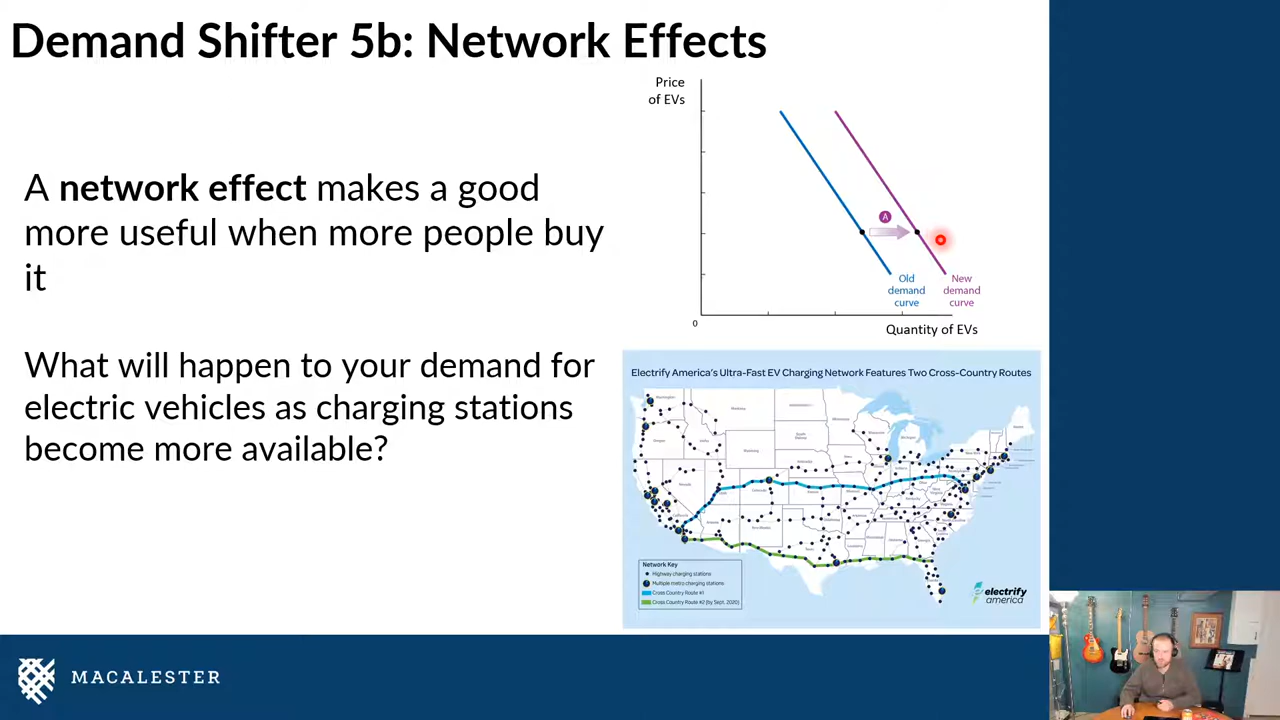 Demand Shifter 5b: Network Effects
A network effect makes a good
more useful when more people buy
it
What will happen to your demand for
electric vehicles as charging stations
become more available?
Price
of EVs
A
Old
demand
curve
New
demand
curve
0
Quantity of EVs
Electrify America's Ultra-Fast EV Charging Network Features Two Cross-Country Routes
Network Key
Highway charging stations
Multiple metro charging stations
Cross Country Route #1
Cross Country Route #2 (by Sept. 2020)
electrify
america
MACALESTER